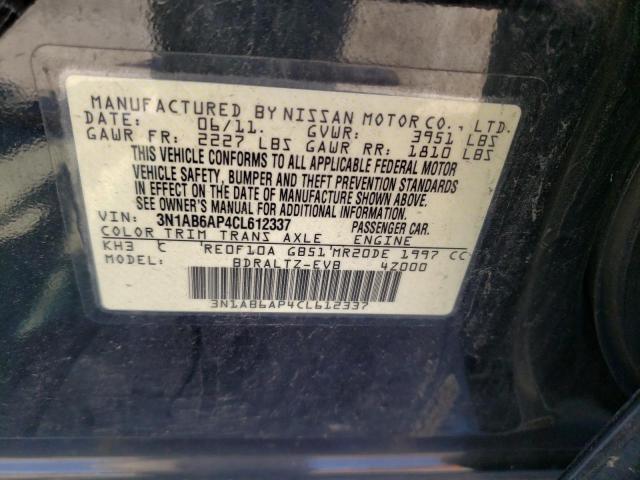 MANUFACTURED BY NISSAN MOTOR CO., LTD.
DATE: 06/11. GVWR: 3951 LBS
GAWR FR: 2227 LBS GAWR RR: 1810 LBS
THIS VEHICLE CONFORMS TO ALL APPLICABLE FEDERAL MOTOR
VEHICLE SAFETY, BUMPER AND THEFT PREVENTION STANDARDS
IN EFFECT ON THE DATE OF MANUFACTURE SHOWN ABOVE.
SEE OWNER'S MANUAL FOR ADDITIONAL INFORMATION.
VIN: 3N1AB6AP4CL612337 PASSENGER CAR.
COLOR TRIM TRANS AXLE ENGINE
KH3 C RE0F10A GB51 MR20DE 1997 CC
MODEL: BDRALTZ-EVB 4Z000
3N1AB6AP4CL612337